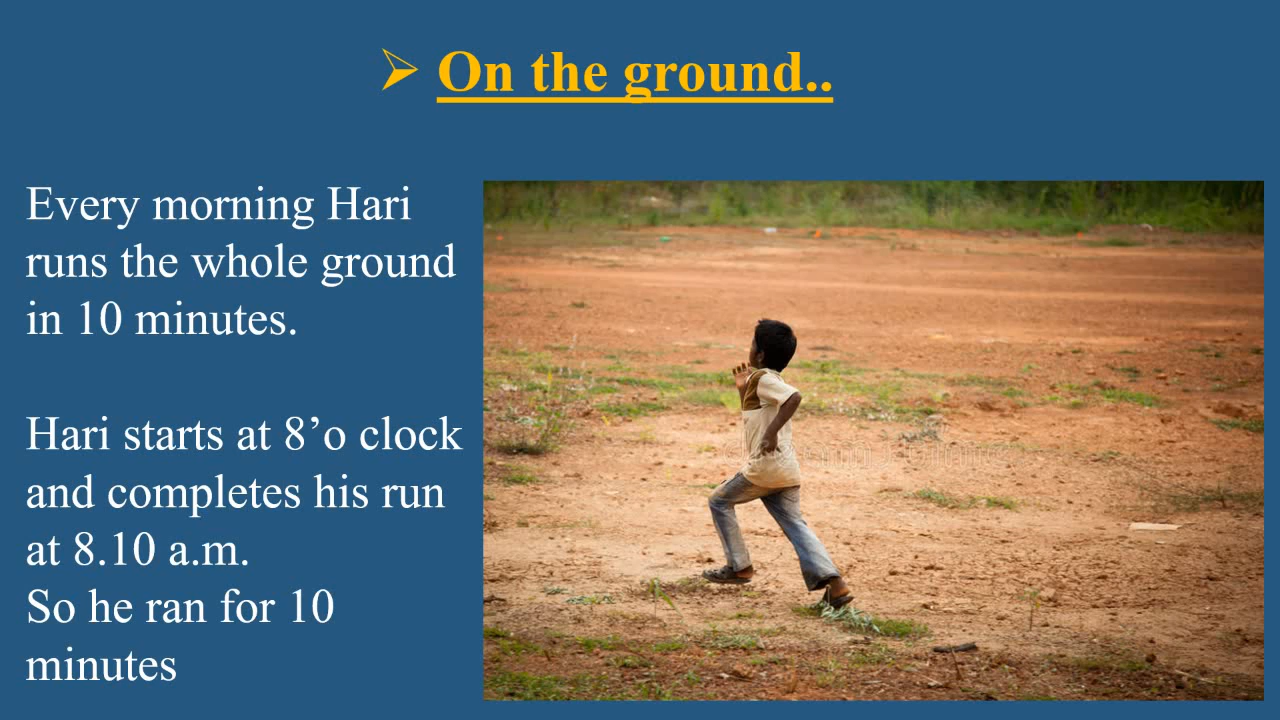 On the ground..
Every morning Hari
runs the whole ground
in 10 minutes.
Hari starts at 8’o clock
and completes his run
at 8.10 a.m.
So he ran for 10
minutes